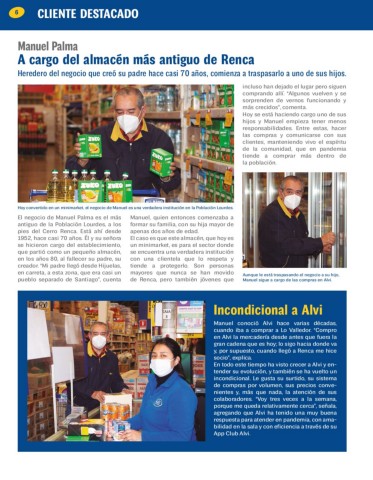 6
CLIENTE DESTACADO
Manuel Palma
A cargo del almacén más antiguo de Renca
Heredero del negocio que creó su padre hace casi 70 años, comienza a traspasarlo a uno de sus hijos.
incluso han dejado el lugar pero siguen
comprando allí. "Algunos vuelven y se
sorprenden de vernos funcionando y
más crecidos", comenta.
Hoy se está haciendo cargo uno de sus
hijos y Manuel empieza tener menos
responsabilidades. Entre estas, hacer
las compras y comunicarse con sus
clientes, manteniendo vivo el espíritu
de la comunidad, que en pandemia
tiende a comprar más dentro de
la población.
ZUKO
Hoy convertido en un minimarket, el negocio de Manuel es una verdadera institución en la Población Lourdes.
El negocio de Manuel Palma es el más
antiguo de la Población Lourdes, a los
pies del Cerro Renca. Está ahí desde
1952, hace casi 70 años. Él y su señora
se hicieron cargo del establecimiento,
que partió como un pequeño almacén,
en los años 80, al fallecer su padre, su
creador. "Mi padre llegó desde Hijuelas,
en carreta, a esta zona, que era casi un
pueblo separado de Santiago", cuenta
Manuel, quien entonces comenzaba a
formar su familia, con su hija mayor de
apenas dos años de edad.
El caso es que este almacén, que hoy es
un minimarket, es para el sector donde
se encuentra una verdadera institución
con una clientela que lo respeta y
tiende a protegerlo. Son personas
mayores que nunca se han movido
de Renca, pero también jóvenes que
Aunque le está traspasando el negocio a su hijo,
Manuel sigue a cargo de las compras en Alvi.
Incondicional a Alvi
Manuel conoció Alvi hace varias décadas,
cuando iba a comprar a Lo Valledor. "Compro
en Alvi la mercadería desde antes que fuera la
gran cadena que es hoy; lo sigo hacia donde va
y, por supuesto, cuando llegó a Renca me hice
socio", explica.
En todo este tiempo ha visto crecer a Alvi y en-
tender su evolución, y también se ha vuelto un
incondicional. Le gusta su surtido, su sistema
de compras por volumen, sus precios conve-
nientes y, más que nada, la atención de sus
colaboradores. "Voy tres veces a la semana,
porque me queda relativamente cerca", señala,
agregando que Alvi ha tenido una muy buena
respuesta para atender en pandemia, con ama-
bilidad en la sala y con eficiencia a través de su
App Club Alvi.